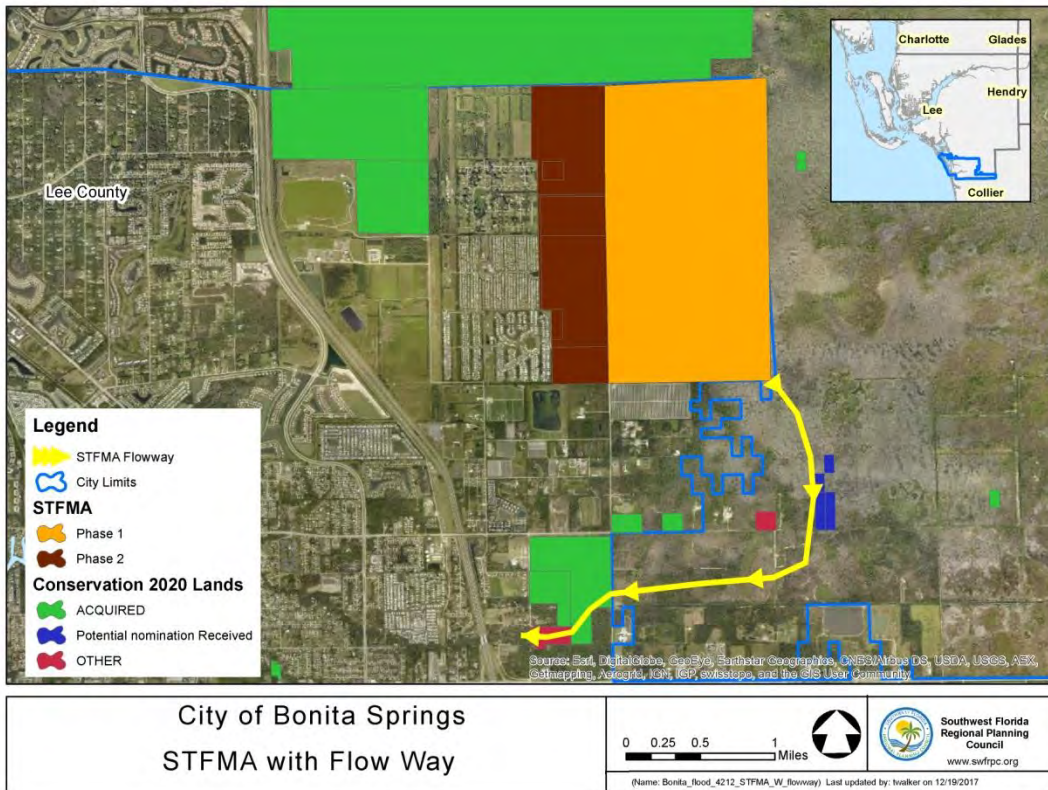 Charlotte
Glades
Hendry
Lee
Collier
Lee County
Legend
STFMA Flowway
City Limits
STFMA
Phase 1
Phase 2
Conservation 2020 Lands
ACQUIRED
Potential nomination Received
OTHER
Source: Esri, DigitalGlobe, GeoEye, Earthstar Geographics, CNES/Airbus DS, USDA, USGS, AEX,
Getmapping, Aerogrid, IGN, IGP, swisstopo, and the GIS User Community
City of Bonita Springs
STFMA with Flow Way
0 0.25 0.5 1
Miles
Southwest Florida
Regional Planning
Council
www.swfrpc.org
(Name: Bonita_flood_4212_STFMA_W_flowway) Last updated by: twalker on 12/19/2017